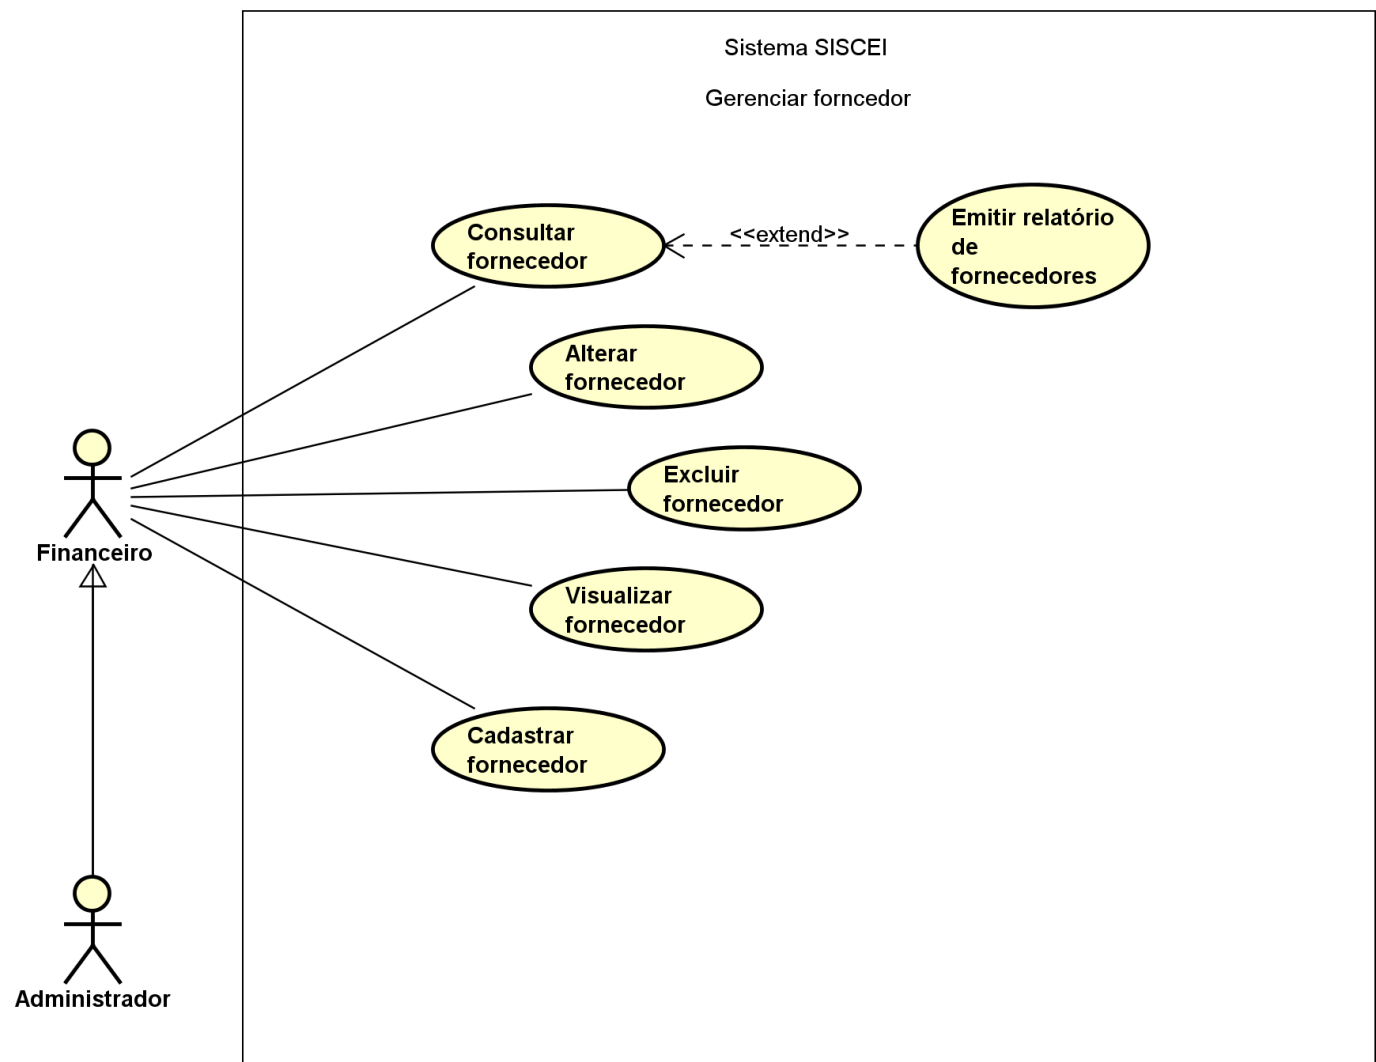 Sistema SISCEI
Gerenciar forncedor
Consultar
fornecedor
<<extend>>
Emitir relatório
de
fornecedores
Alterar
fornecedor
Excluir
fornecedor
Financeiro
Visualizar
fornecedor
Cadastrar
fornecedor
Administrador